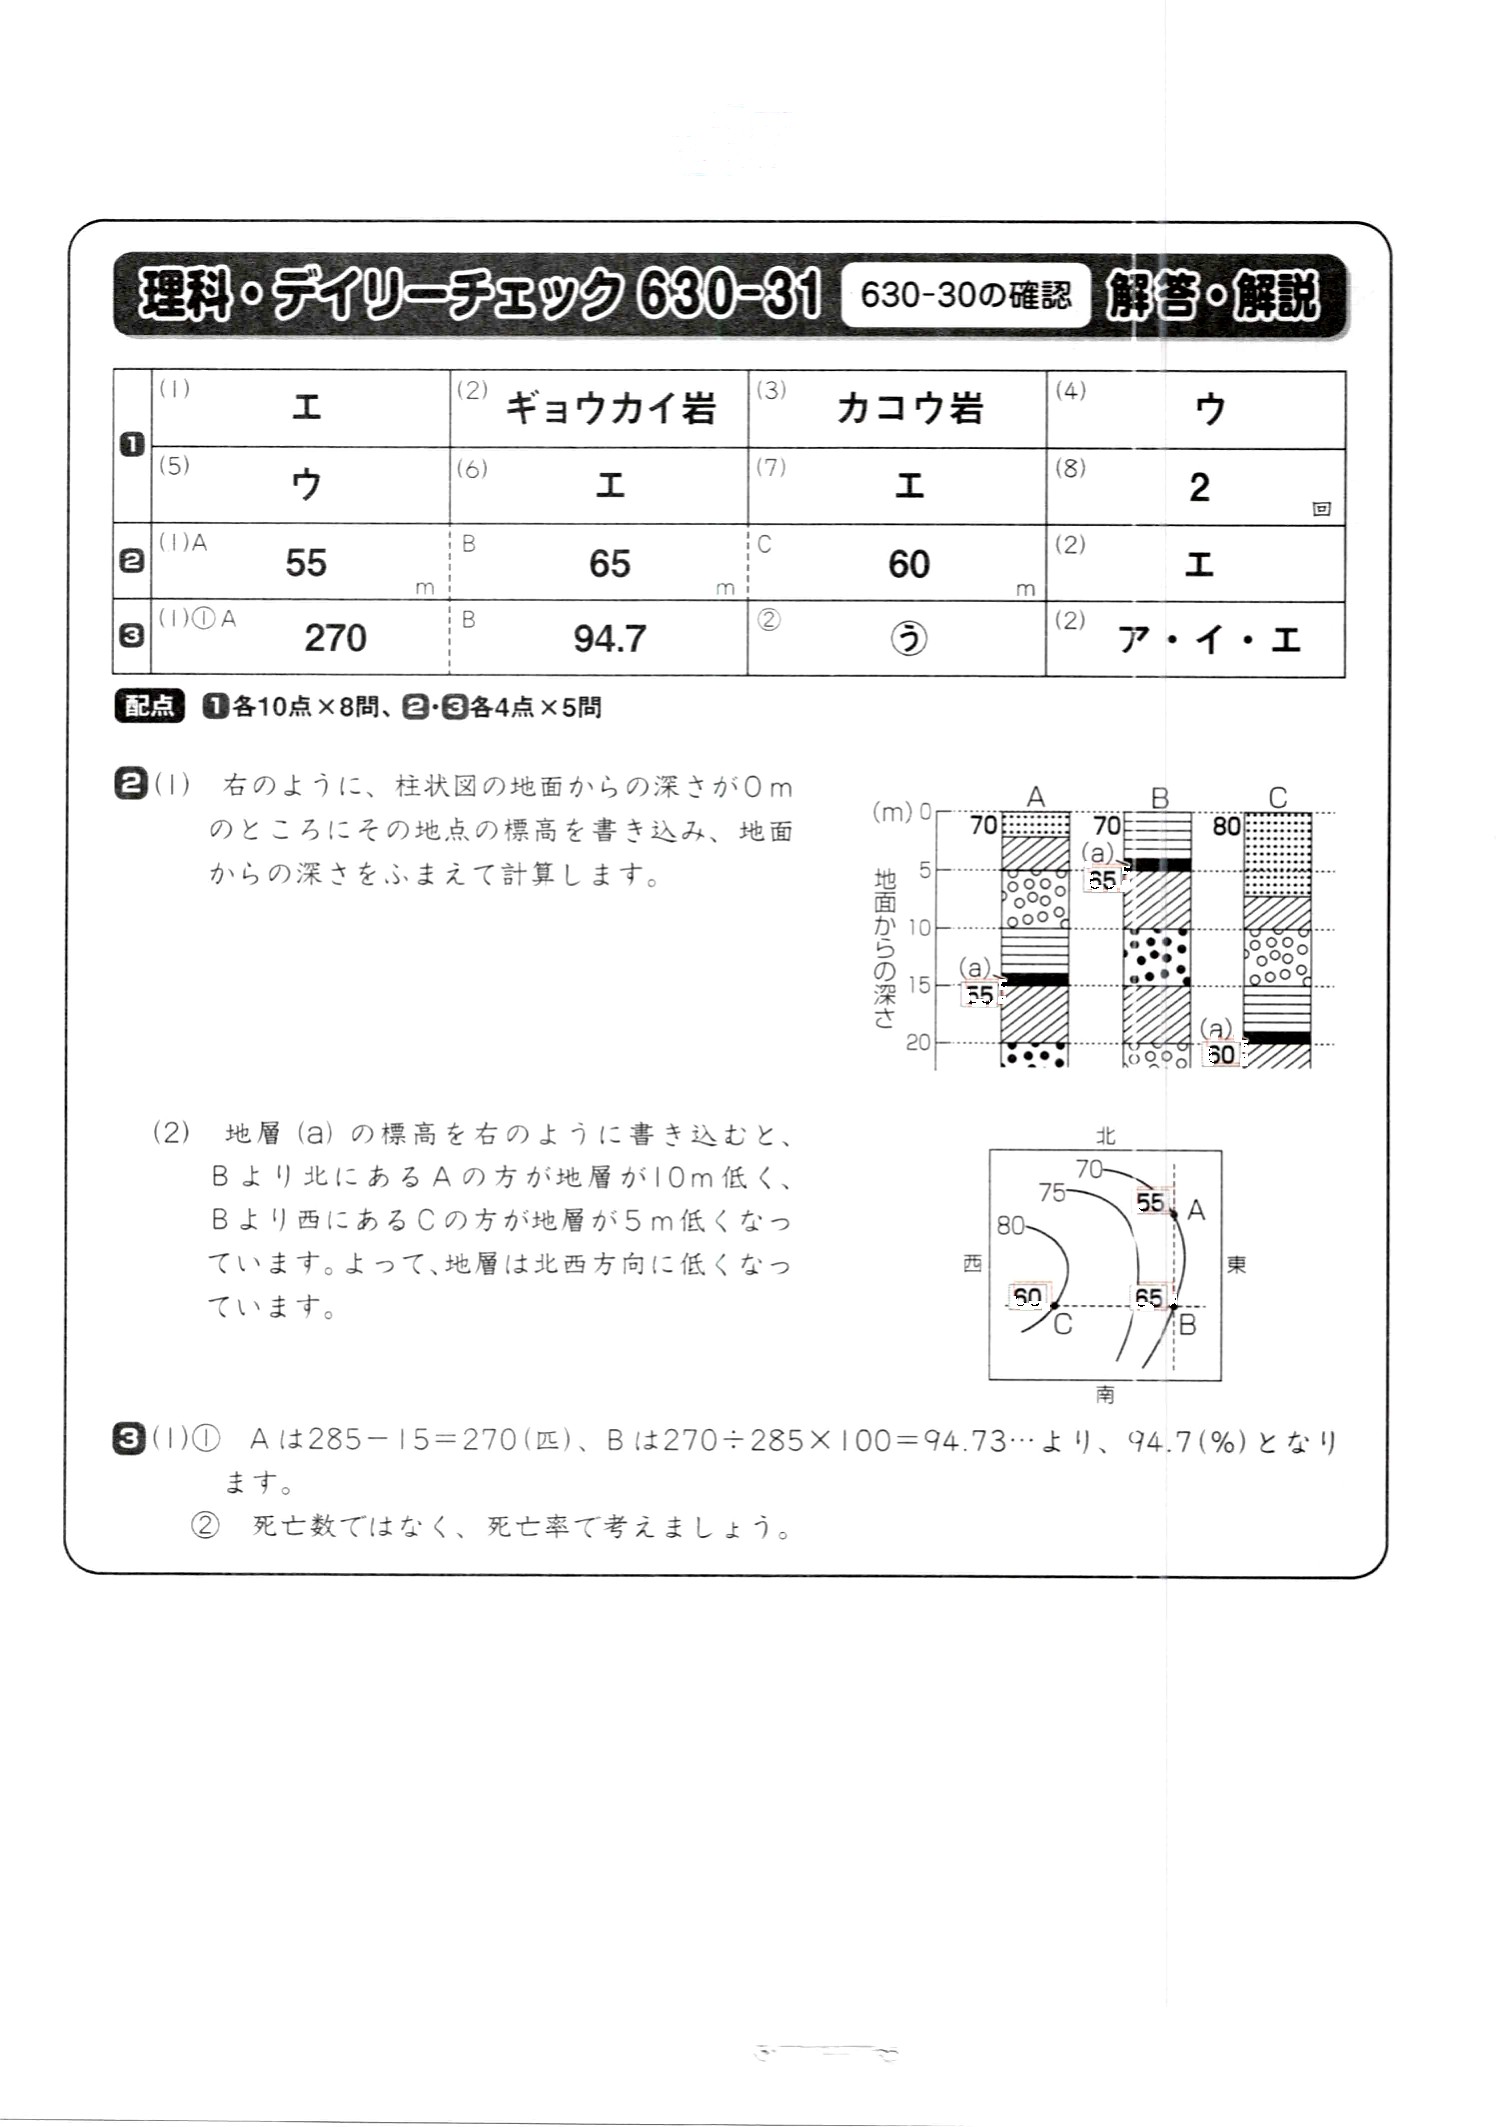 理科・デイリーチェック630-31 630-30の確認 解答・解説
1 (1) エ (2) ギョウカイ岩 (3) カコウ岩 (4) ウ
(5) ウ (6) エ (7) エ (8) 2 回
2 (1)A 55 m B 65 m C 60 m (2) エ
3 (1)①A 270 B 94.7 ② う (2) ア・イ・エ
配点 1各10点×8問、2・3各4点×5問
2(1) 右のように、柱状図の地面からの深さが0m
のところにその地点の標高を書き込み、地面
からの深さをふまえて計算します。
A B C
(m) 0 70 70 80
(a)
5 65
地面からの深さ
10
(a)
15 55
(a)
20 60
(2) 地層(a)の標高を右のように書き込むと、
Bより北にあるAの方が地層が10m低く、
Bより西にあるCの方が地層が5m低くなっ
ています。よって、地層は北西方向に低くなっ
ています。
北
70
75 55 A
80
西 東
60 65
C B
南
3(1)① Aは285−15=270(匹)、Bは270÷285×100=94.73…より、94.7(%)となり
ます。
② 死亡数ではなく、死亡率で考えましょう。